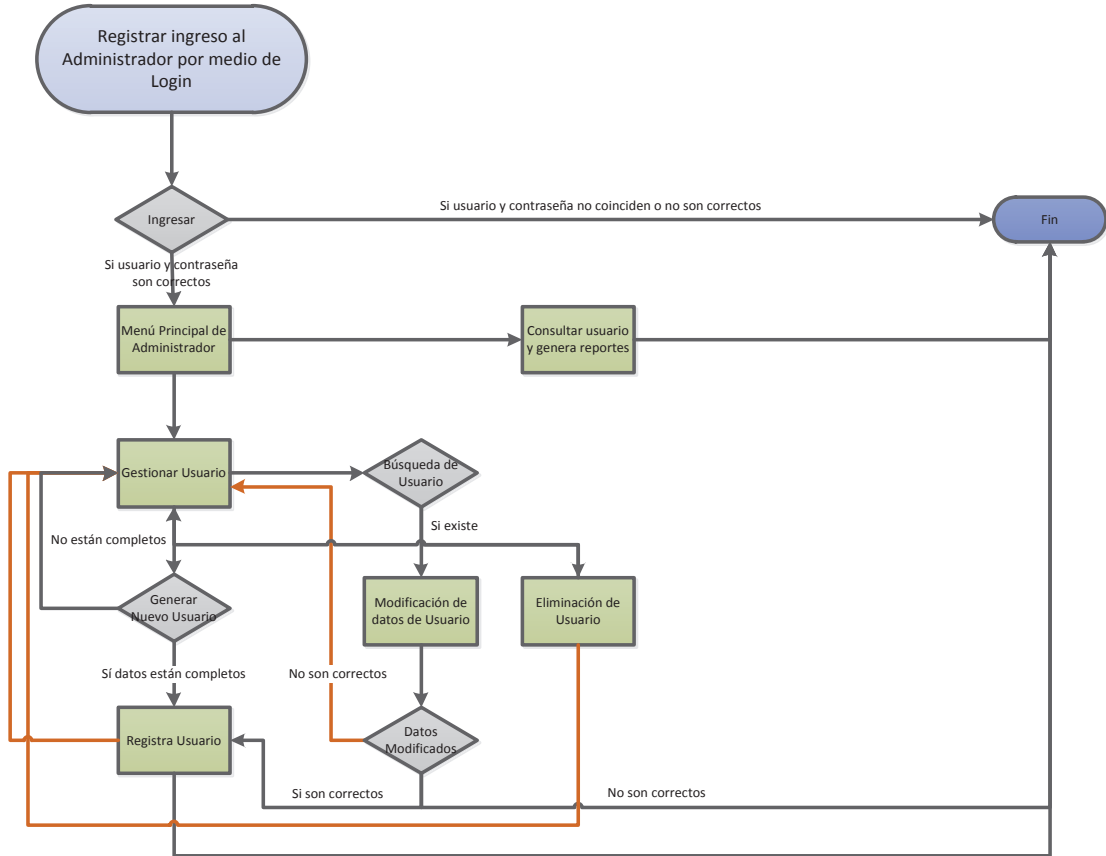 Registrar ingreso al
Administrador por medio de
Login
Ingresar
Si usuario y contraseña no coinciden o no son correctos
Fin
Si usuario y contraseña
son correctos
Menú Principal de
Administrador
Consultar usuario
y genera reportes
Gestionar Usuario
Búsqueda de
Usuario
Si existe
No están completos
Generar
Nuevo Usuario
Modificación de
datos de Usuario
Eliminación de
Usuario
Sí datos están completos
No son correctos
Registra Usuario
Datos
Modificados
Si son correctos
No son correctos